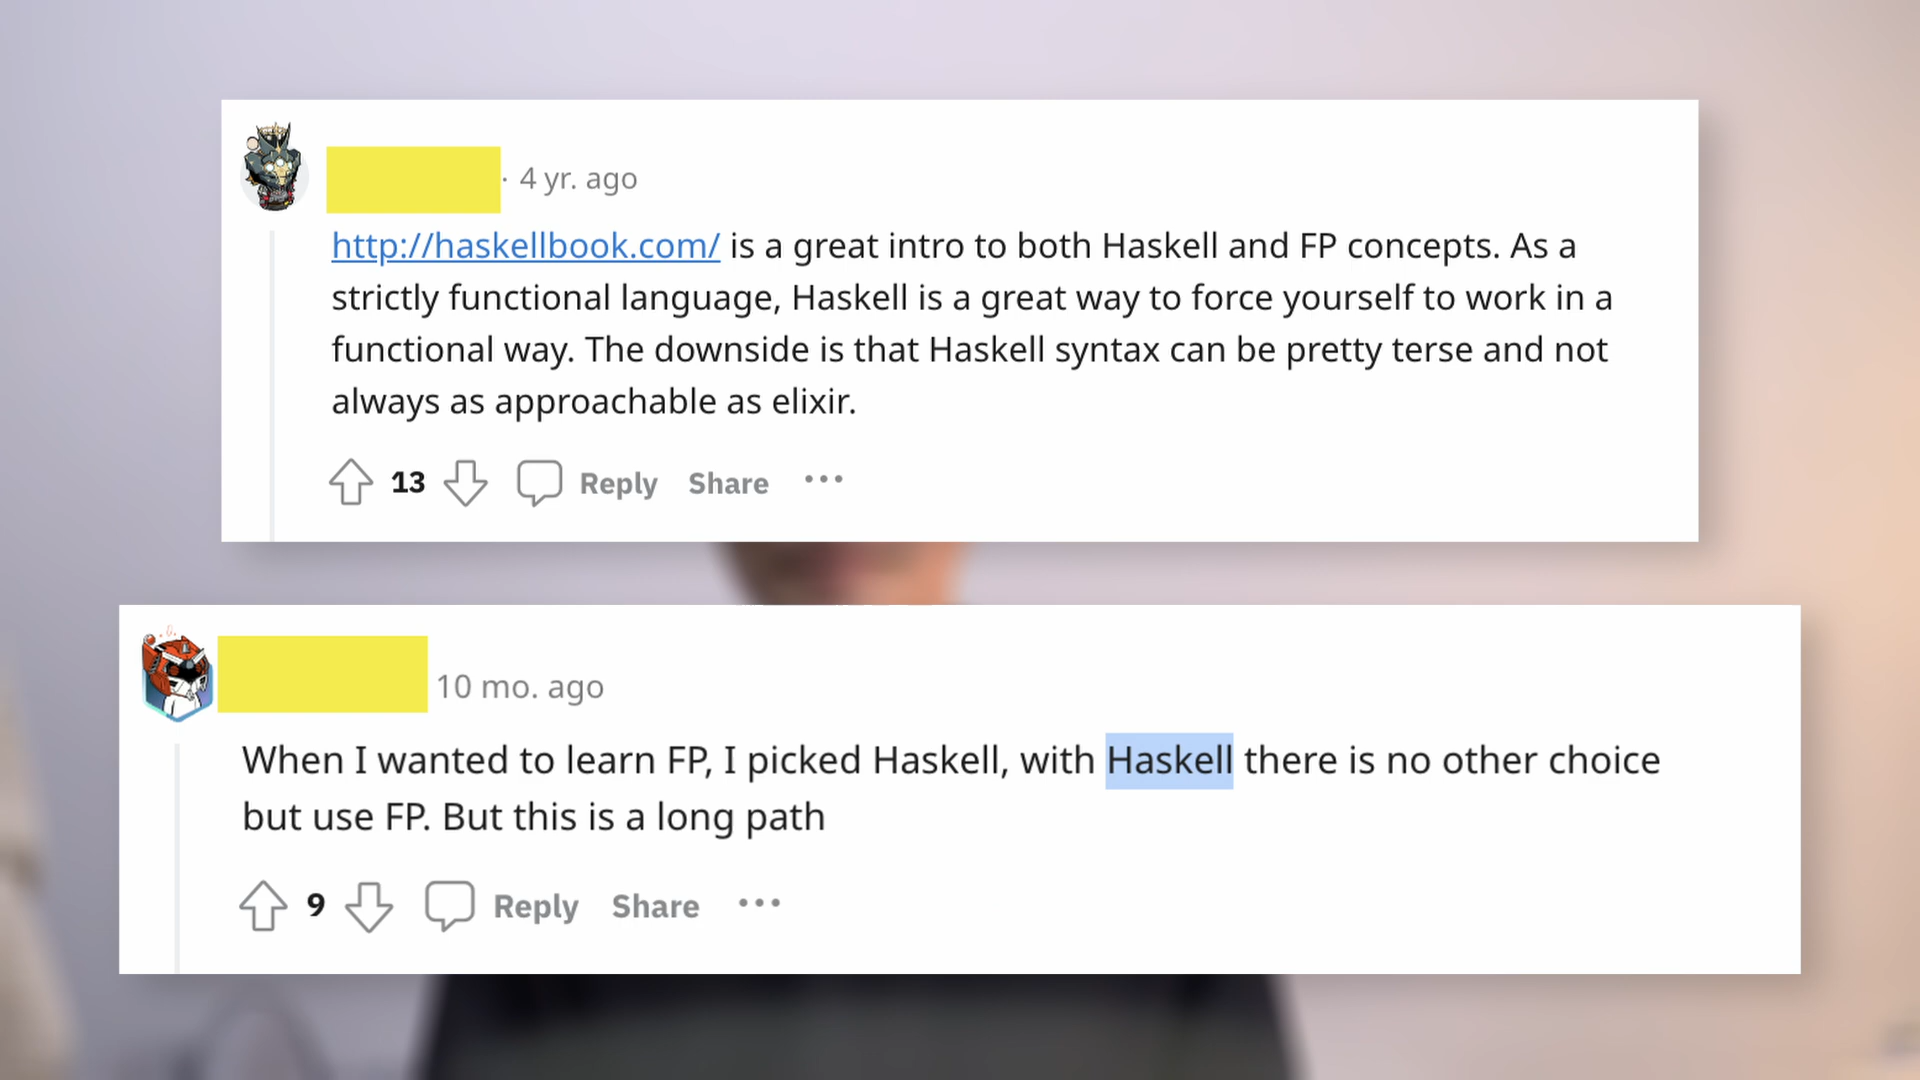 · 4 yr. ago
http://haskellbook.com/ is a great intro to both Haskell and FP concepts. As a
strictly functional language, Haskell is a great way to force yourself to work in a
functional way. The downside is that Haskell syntax can be pretty terse and not
always as approachable as elixir.
13 Reply Share ···
10 mo. ago
When I wanted to learn FP, I picked Haskell, with Haskell there is no other choice
but use FP. But this is a long path
9 Reply Share ···